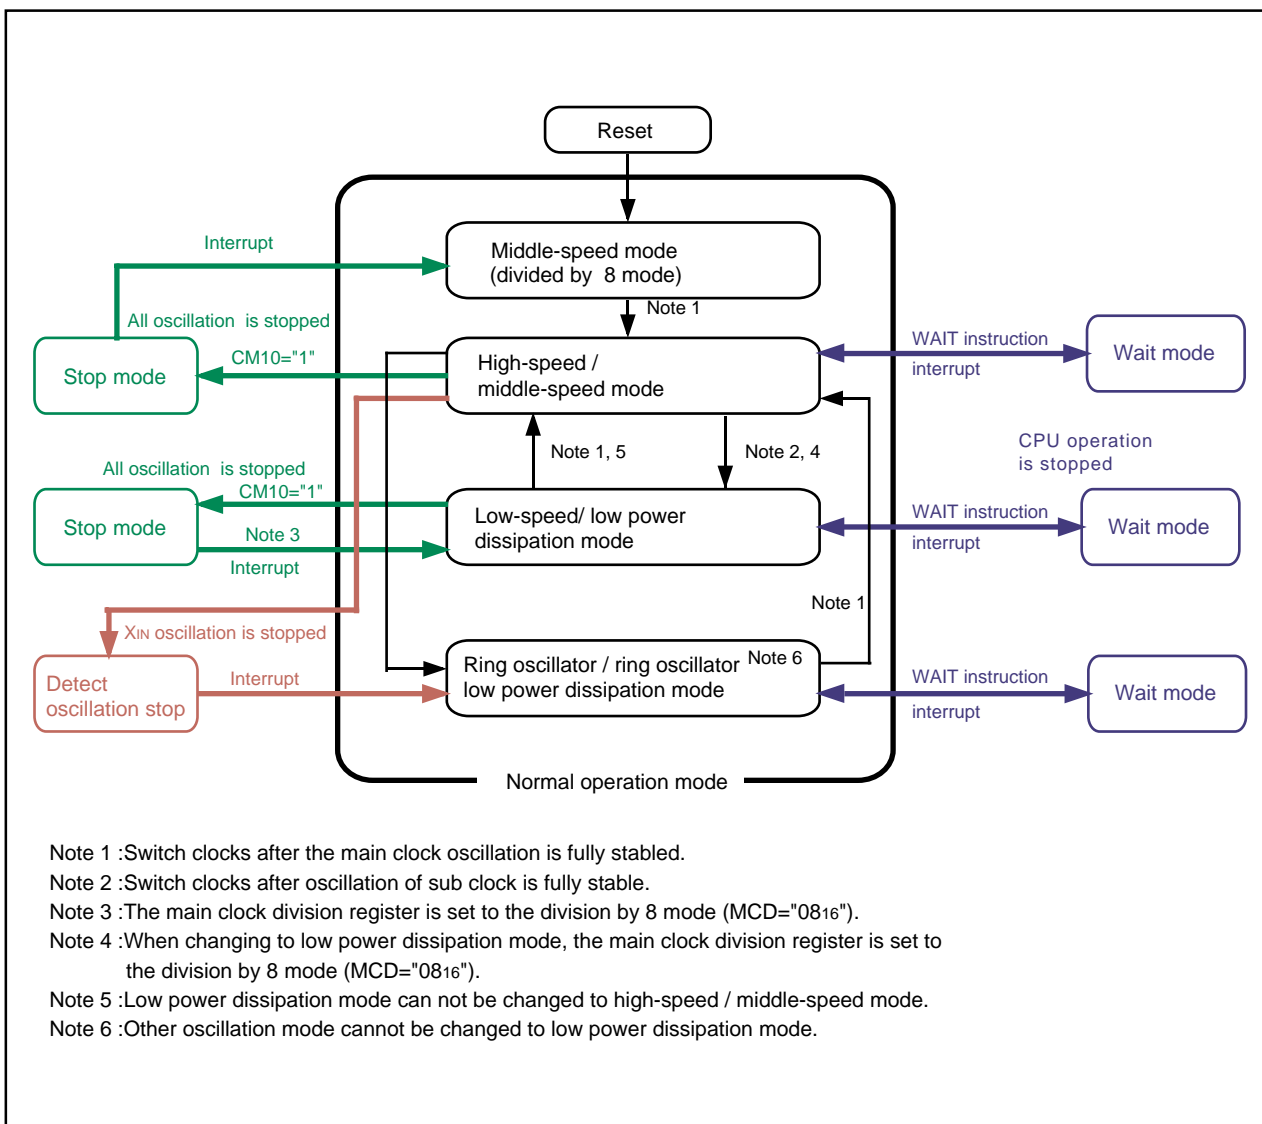 Reset
Interrupt
Middle-speed mode
(divided by 8 mode)
Note 1
All oscillation is stopped
CM10="1"
Stop mode
High-speed /
middle-speed mode
WAIT instruction
interrupt
Wait mode
Note 1, 5
Note 2, 4
CPU operation
is stopped
All oscillation is stopped
CM10="1"
Stop mode
Note 3
Interrupt
Low-speed/ low power
dissipation mode
WAIT instruction
interrupt
Wait mode
Note 1
XIN oscillation is stopped
Detect
oscillation stop
Interrupt
Ring oscillator / ring oscillator Note 6
low power dissipation mode
WAIT instruction
interrupt
Wait mode
Normal operation mode
Note 1 :Switch clocks after the main clock oscillation is fully stabled.
Note 2 :Switch clocks after oscillation of sub clock is fully stable.
Note 3 :The main clock division register is set to the division by 8 mode (MCD="0816").
Note 4 :When changing to low power dissipation mode, the main clock division register is set to
the division by 8 mode (MCD="0816").
Note 5 :Low power dissipation mode can not be changed to high-speed / middle-speed mode.
Note 6 :Other oscillation mode cannot be changed to low power dissipation mode.